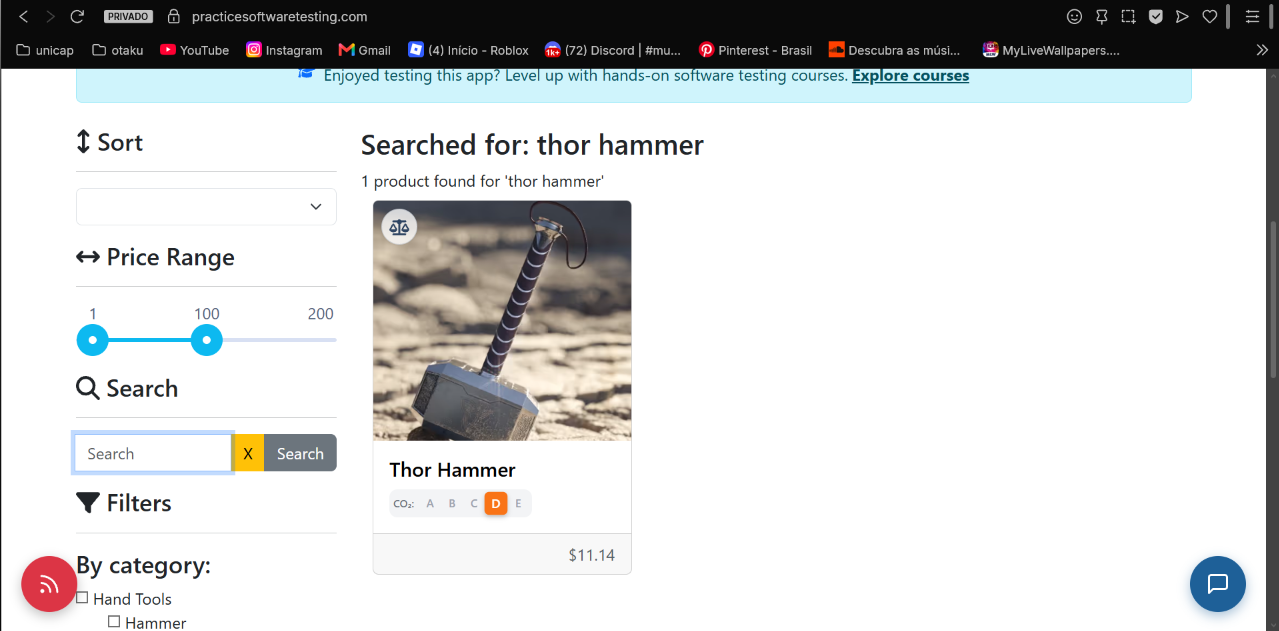 PRIVADO practicesoftwaretesting.com
unicap otaku YouTube Instagram Gmail (4) Início - Roblox (72) Discord | #mu... Pinterest - Brasil Descubra as músi... MyLiveWallpapers....
Enjoyed testing this app? Level up with hands-on software testing courses. Explore courses
Sort
Price Range
1 100 200
Search
Search X Search
Filters
By category:
Hand Tools
Hammer
Searched for: thor hammer
1 product found for 'thor hammer'
Thor Hammer
CO₂: A B C D E
$11.14